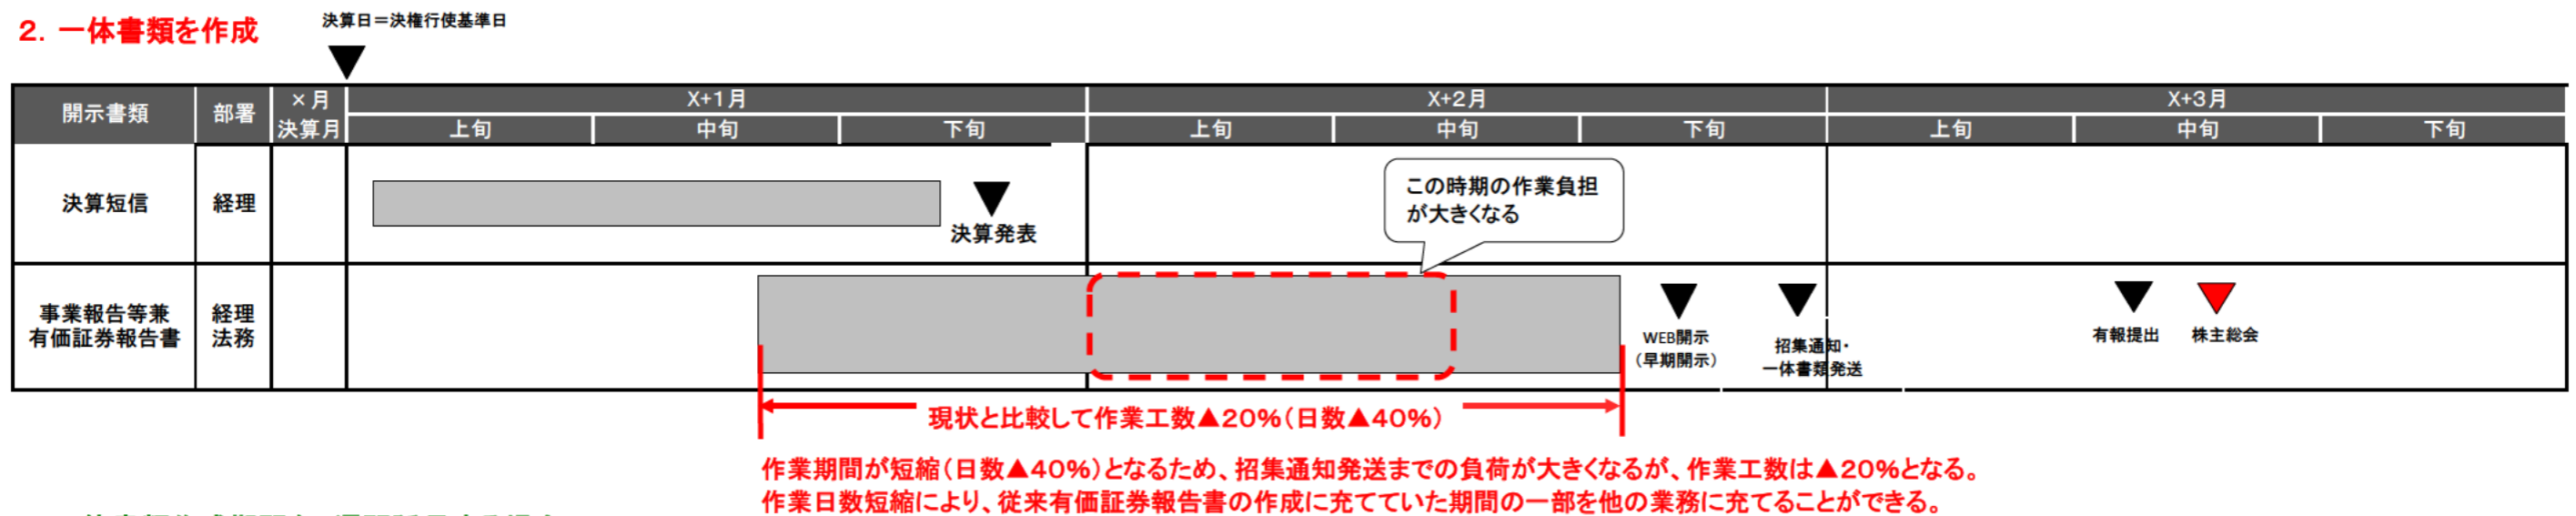 2. 一体書類を作成
決算日＝決権行使基準日
開示書類
部署
×月
決算月
X+1月
X+2月
X+3月
上旬
中旬
下旬
上旬
中旬
下旬
上旬
中旬
下旬
決算短信
経理
決算発表
この時期の作業負担
が大きくなる
事業報告等兼
有価証券報告書
経理
法務
WEB開示
（早期開示）
招集通知・
一体書類発送
有報提出
株主総会
現状と比較して作業工数▲20%（日数▲40%）
作業期間が短縮（日数▲40%）となるため、招集通知発送までの負荷が大きくなるが、作業工数は▲20%となる。
作業日数短縮により、従来有価証券報告書の作成に充てていた期間の一部を他の業務に充てることができる。